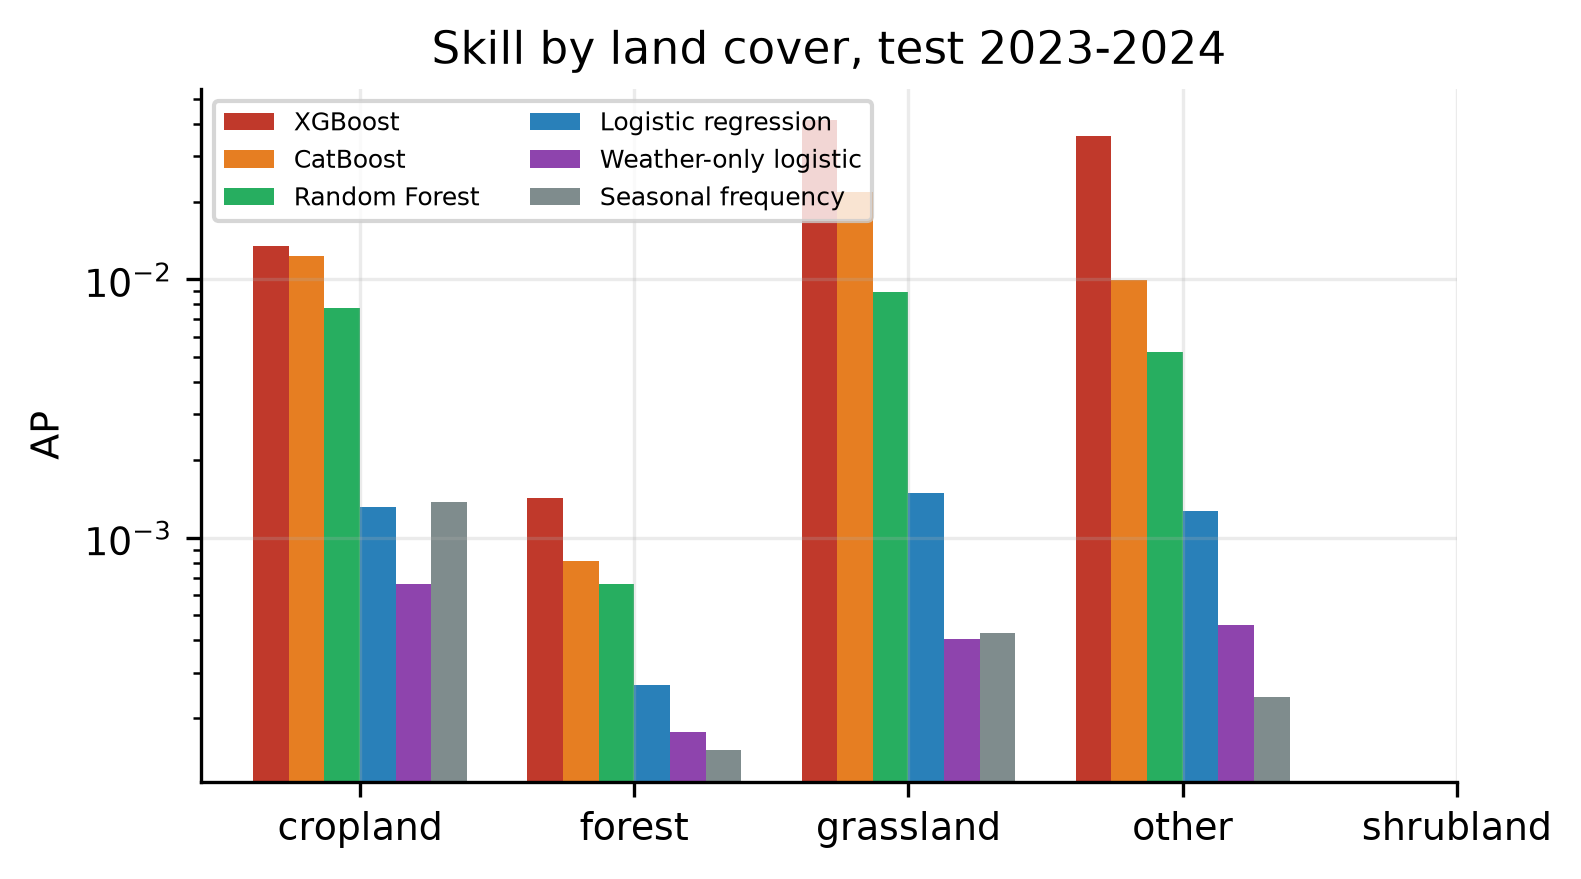 Skill by land cover, test 2023-2024
XGBoost
CatBoost
Random Forest
Logistic regression
Weather-only logistic
Seasonal frequency
10⁻²
10⁻³
AP
cropland forest grassland other shrubland